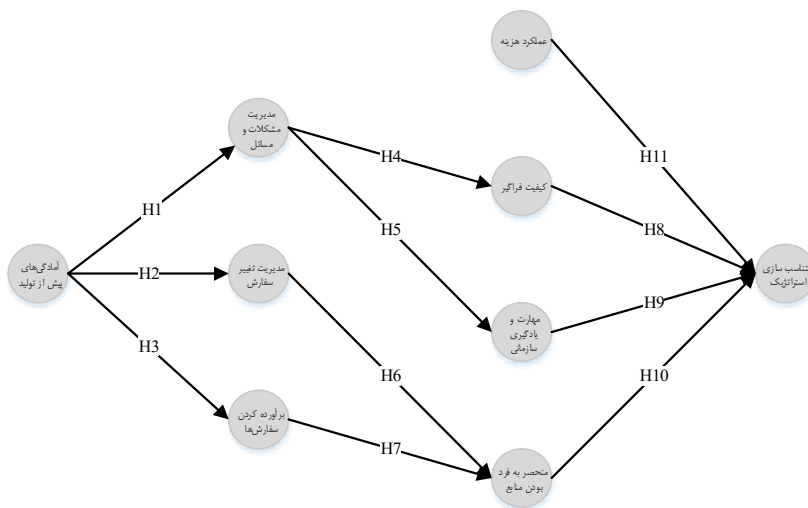 عملکرد هزینه
مدیریت
مشکلات و
مسائل
H11
H4
کیفیت فراگیر
H1
H5
H8
آمادگی‌های
پیش از تولید
H2
مدیریت تغییر
سفارش
تناسب سازی
استراتژیک
H9
مهارت و
یادگیری
سازمانی
H3
H6
H10
برآورده کردن
سفارش‌ها
H7
منحصر به فرد
بودن منابع